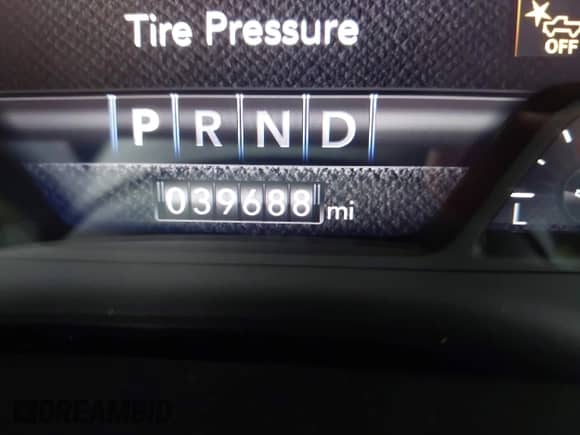 Tire Pressure
OFF
P R N D
039688 mi
L
DREAMBID